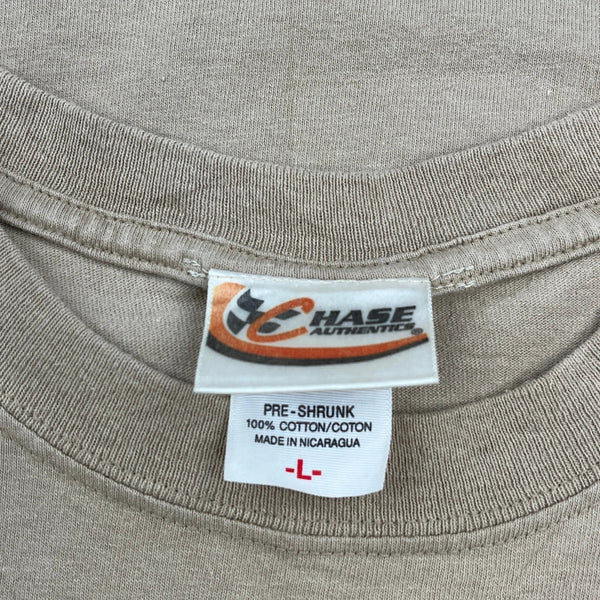 CHASE
AUTHENTICS®
PRE-SHRUNK
100% COTTON/COTON
MADE IN NICARAGUA
-L-